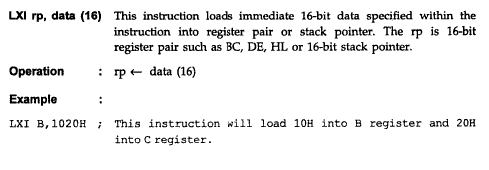 LXI rp, data (16) This instruction loads immediate 16-bit data specified within the
instruction into register pair or stack pointer. The rp is 16-bit
register pair such as BC, DE, HL or 16-bit stack pointer.
Operation : rp ← data (16)
Example :
LXI B,1020H ; This instruction will load 10H into B register and 20H
into C register.